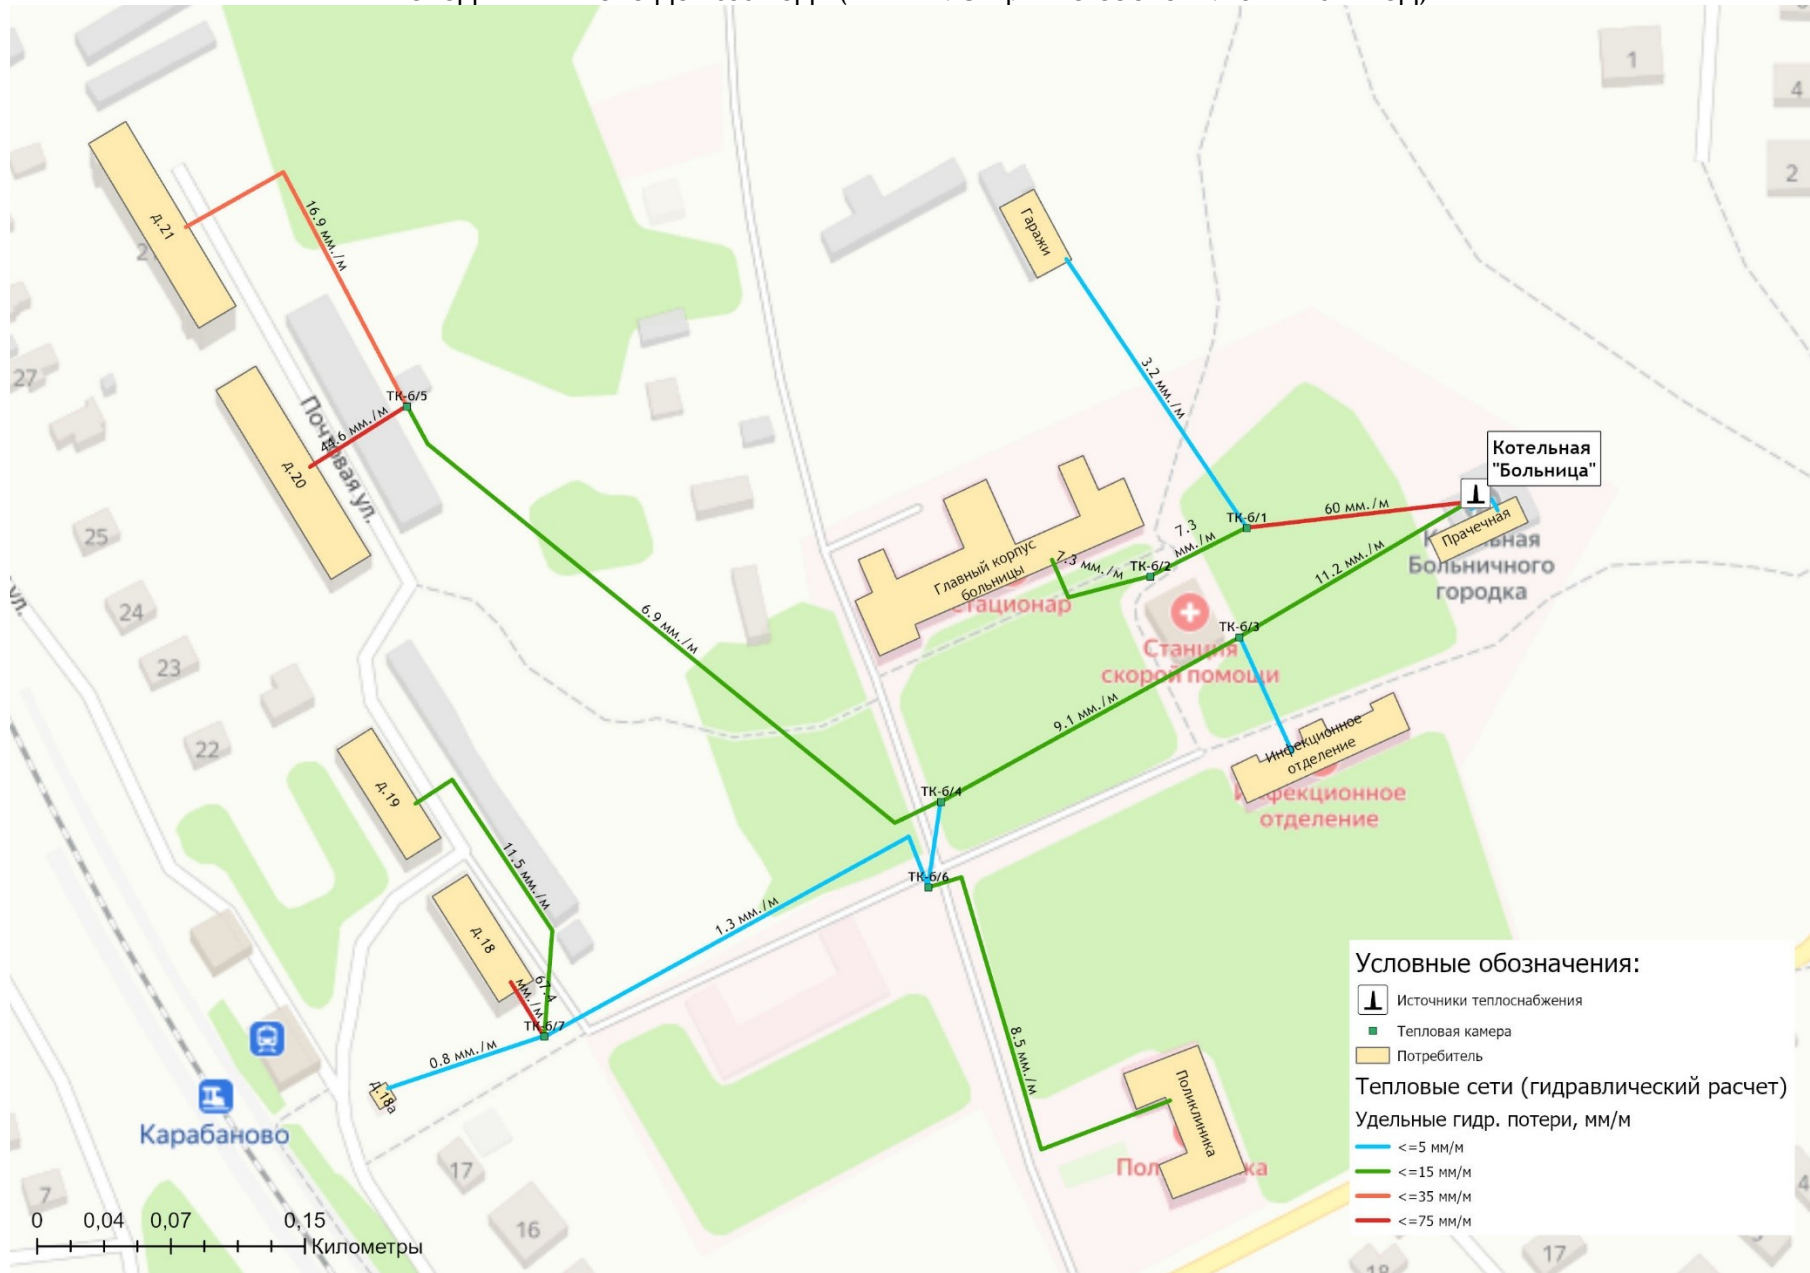 1
4
2
Гаражи
д.21
2
16.9 мм./м
27
3.2 мм./м
ТК-6/5
44.6 мм./м
д.20
Почтовая ул.
Котельная
"Больница"
60 мм./м
ТК-6/1
7.3
мм./м
ТК-6/2
7.3 мм./м
Главный корпус
больницы
Стационар
Прачечная
Больничного
городка
11.2 мм./м
25
24
23
22
ул.
6.9 мм./м
ТК-6/3
Станция
скорой помощи
9.1 мм./м
Инфекционное
отделение
Инфекционное
отделение
ТК-6/4
ТК-6/6
д.19
11.5 мм./м
д.18
67.4
мм./м
ТК-6/7
1.3 мм./м
0.8 мм./м
д.18а
8.5 мм./м
Поликлиника
Карабаново
17
16
7
17
18
0 0,04 0,07 0,15
Километры
Условные обозначения:
Источники теплоснабжения
Тепловая камера
Потребитель
Тепловые сети (гидравлический расчет)
Удельные гидр. потери, мм/м
<=5 мм/м
<=15 мм/м
<=35 мм/м
<=75 мм/м